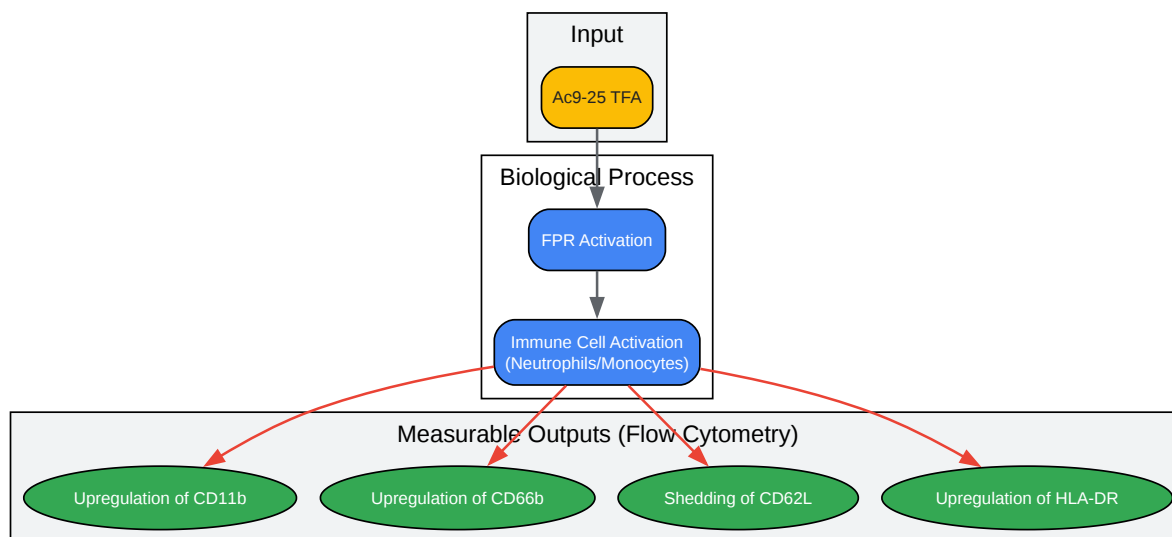 Input
Ac9-25 TFA
Biological Process
FPR Activation
Immune Cell Activation
(Neutrophils/Monocytes)
Measurable Outputs (Flow Cytometry)
Upregulation of CD11b
Upregulation of CD66b
Shedding of CD62L
Upregulation of HLA-DR